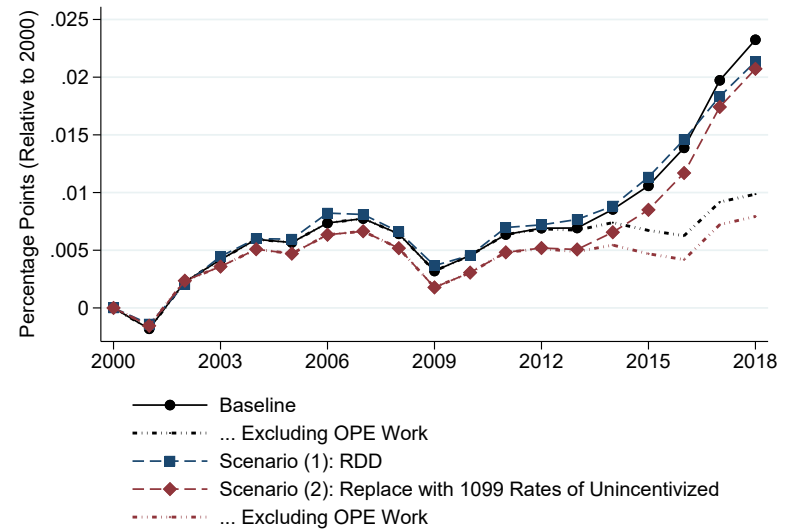 Percentage Points (Relative to 2000)
.025
.02
.015
.01
.005
0
2000 2003 2006 2009 2012 2015 2018
Baseline
... Excluding OPE Work
Scenario (1): RDD
Scenario (2): Replace with 1099 Rates of Unincentivized
... Excluding OPE Work